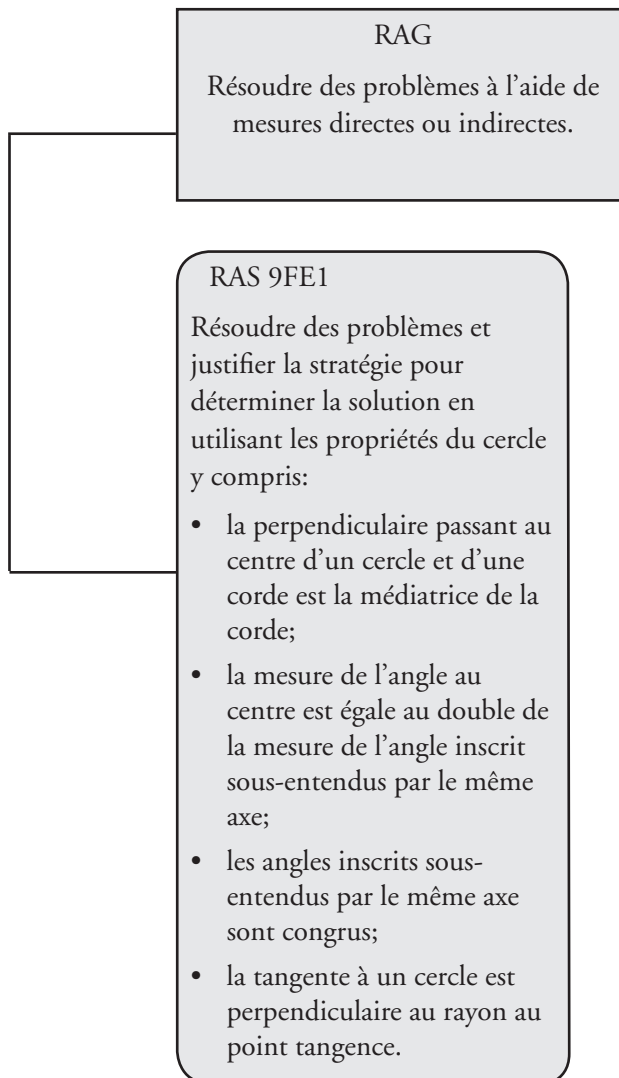 RAG
Résoudre des problèmes à l’aide de
mesures directes ou indirectes.
RAS 9FE1
Résoudre des problèmes et
justifier la stratégie pour
déterminer la solution en
utilisant les propriétés du cercle
y compris:
• la perpendiculaire passant au
centre d’un cercle et d’une
corde est la médiatrice de la
corde;
• la mesure de l’angle au
centre est égale au double de
la mesure de l’angle inscrit
sous-entendus par le même
axe;
• les angles inscrits sous-
entendus par le même axe
sont congrus;
• la tangente à un cercle est
perpendiculaire au rayon au
point tangence.